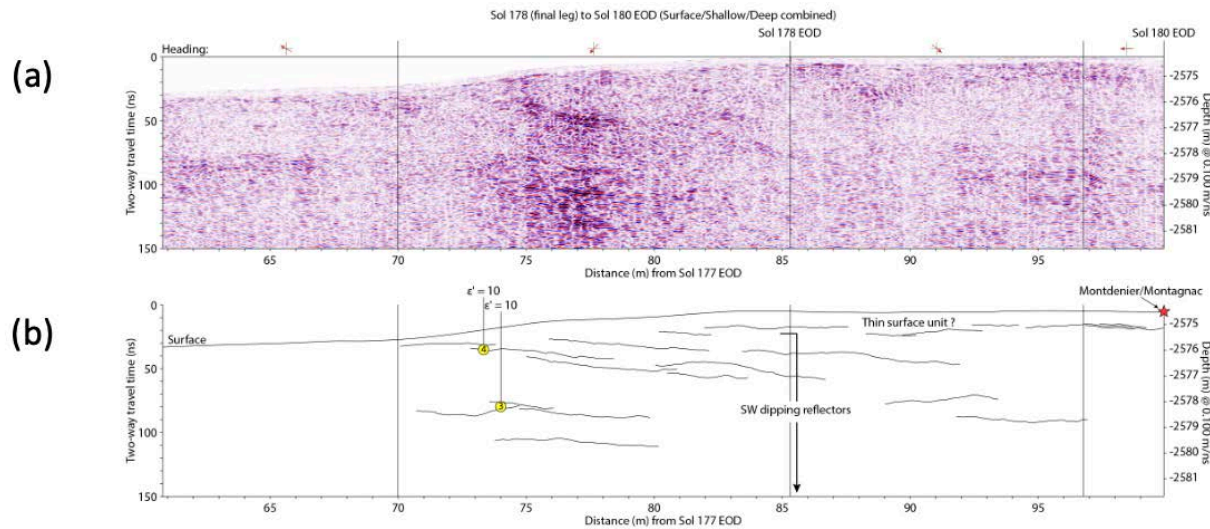 Sol 178 (final leg) to Sol 180 EOD (Surface/Shallow/Deep combined)
Sol 178 EOD
Sol 180 EOD
Heading:
(a)
Two-way travel time (ns)
0
50
100
150
-2575
-2576
-2577
-2578
-2579
-2580
-2581
Depth (m) @ 0.100 m/ns
65 70 75 80 85 90 95
Distance (m) from Sol 177 EOD
ε' = 10
ε' = 10
Montdenier/Montagnac
(b)
Two-way travel time (ns)
0
50
100
150
Surface
4
3
Thin surface unit ?
SW dipping reflectors
-2575
-2576
-2577
-2578
-2579
-2580
-2581
Depth (m) @ 0.100 m/ns
65 70 75 80 85 90 95
Distance (m) from Sol 177 EOD